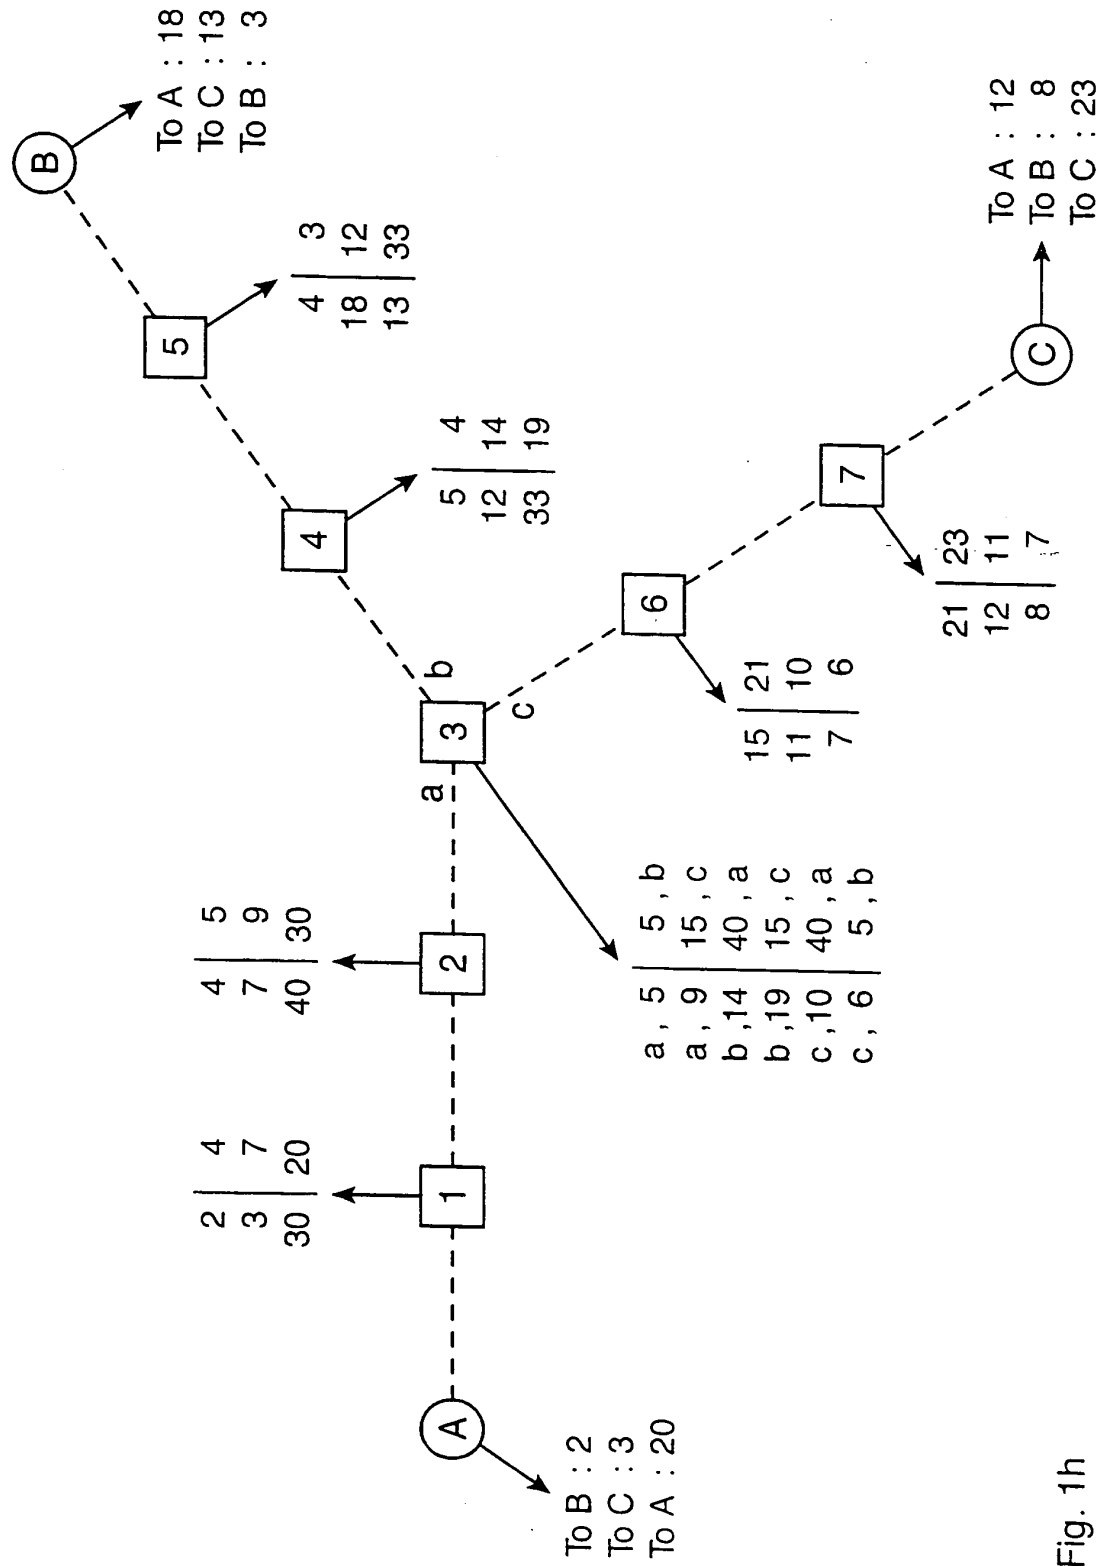 B
To A : 18
To C : 13
To B : 3
5
4 3
18 12
13 33
4
5 4
12 14
33 19
2 4
3 7
30 20
4 5
7 9
40 30
A
1
2
a
3
b
c
To B : 2
To C : 3
To A : 20
a, 5 5, b
a, 9 15, c
b, 14 40, a
b, 19 15, c
c, 10 40, a
c, 6 5, b
6
15 21
11 10
7 6
7
21 23
12 11
8 7
C
To A : 12
To B : 8
To C : 23
Fig. 1h